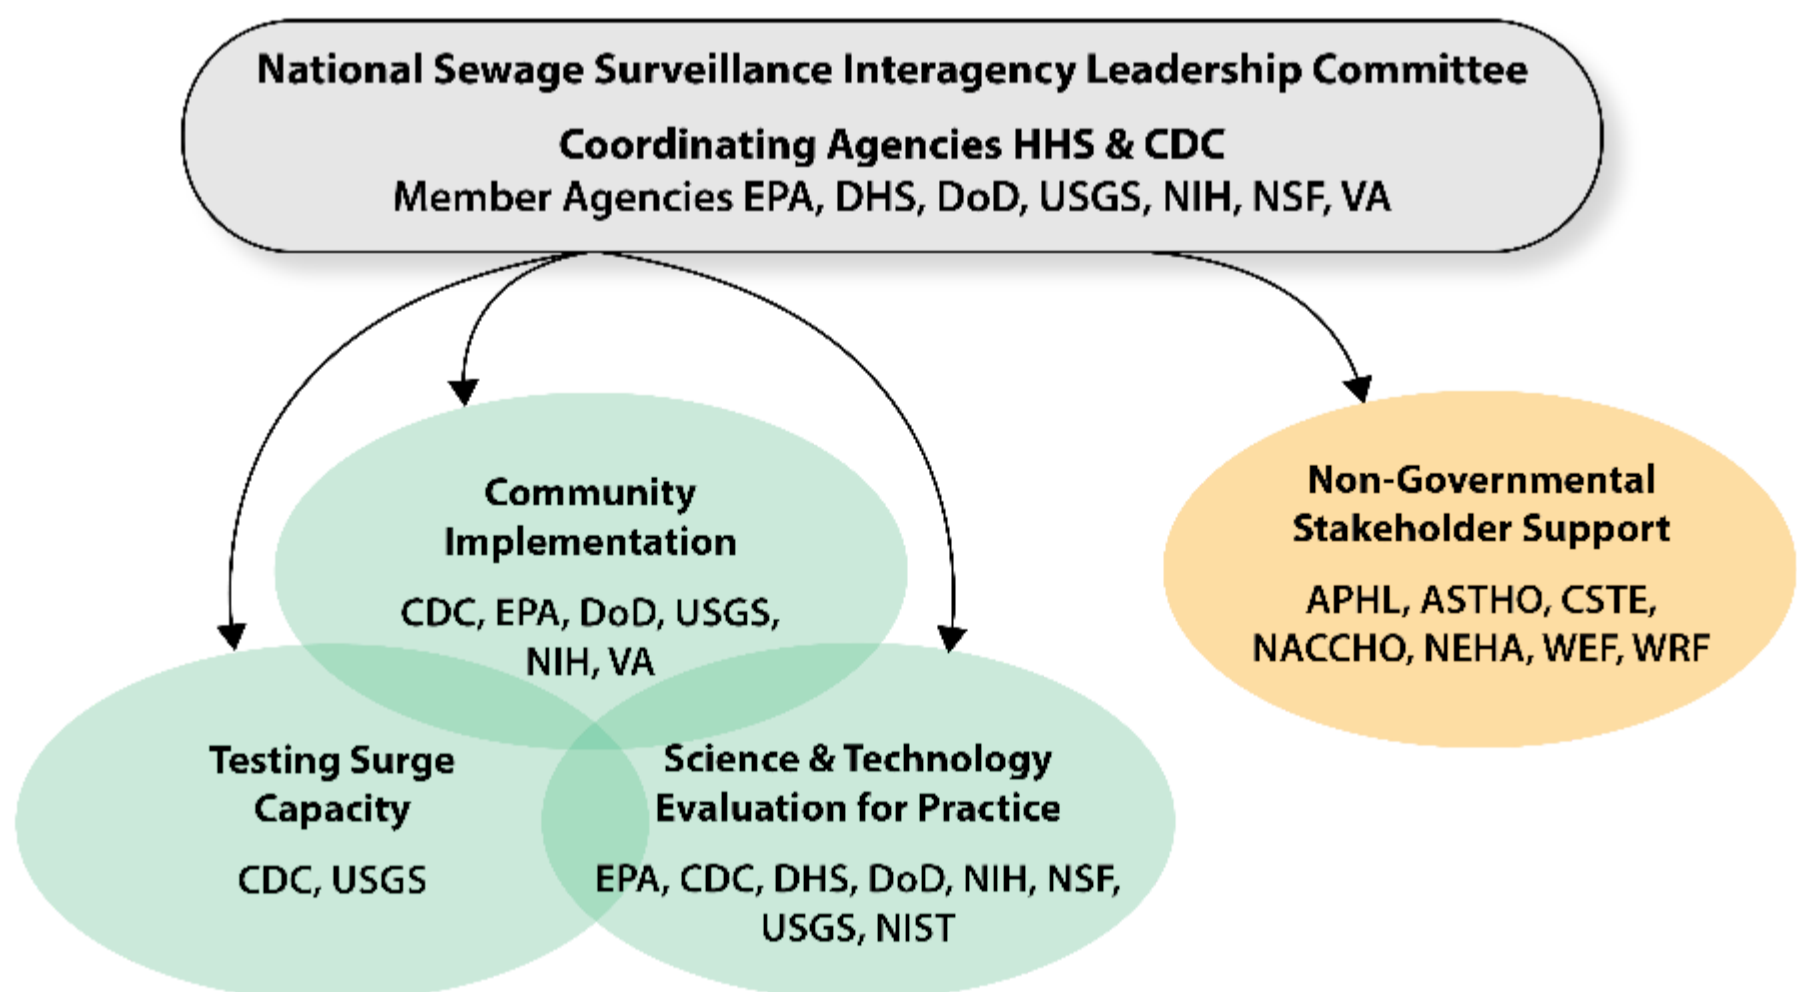 National Sewage Surveillance Interagency Leadership Committee
Coordinating Agencies HHS & CDC
Member Agencies EPA, DHS, DoD, USGS, NIH, NSF, VA
Community
Implementation
CDC, EPA, DoD, USGS,
NIH, VA
Non-Governmental
Stakeholder Support
APHL, ASTHO, CSTE,
NACCHO, NEHA, WEF, WRF
Testing Surge
Capacity
CDC, USGS
Science & Technology
Evaluation for Practice
EPA, CDC, DHS, DoD, NIH, NSF,
USGS, NIST